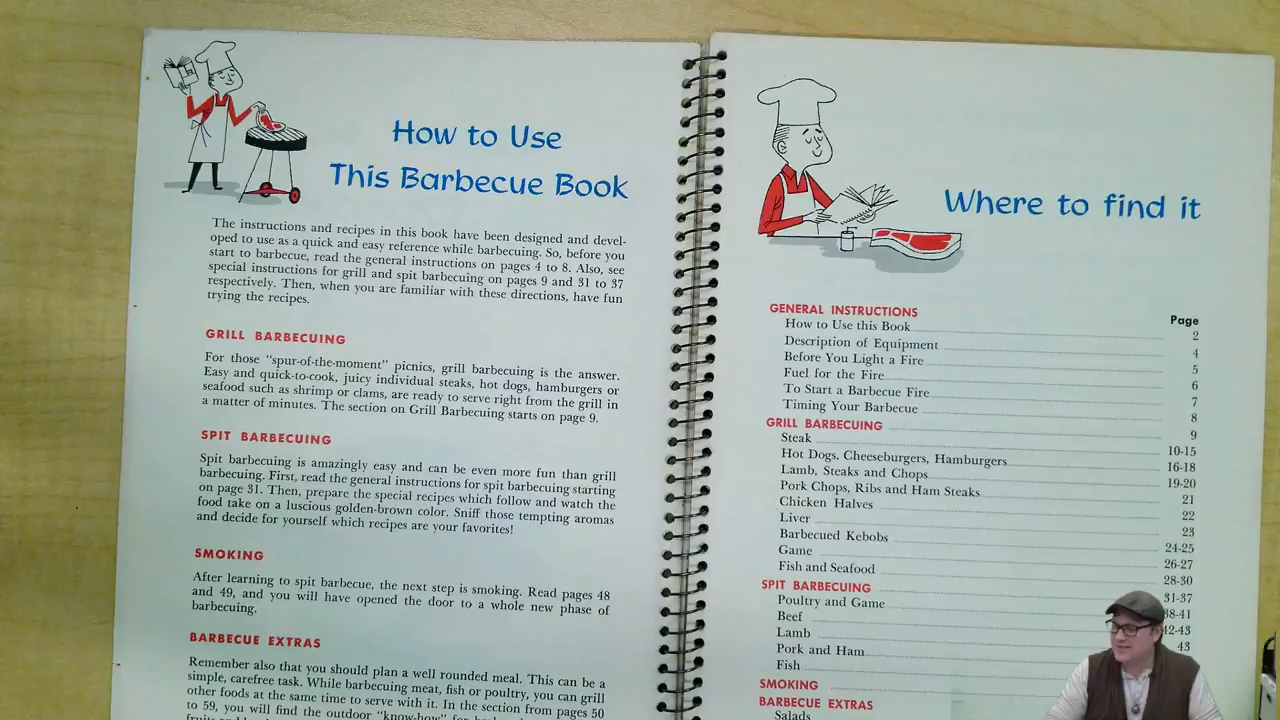 How to Use
This Barbecue Book
The instructions and recipes in this book have been designed and devel-
oped to use as a quick and easy reference while barbecuing. So, before you
start to barbecue, read the general instructions on pages 4 to 8. Also, see
special instructions for grill and spit barbecuing on pages 9 and 31 to 37
respectively. Then, when you are familiar with these directions, have fun
trying the recipes.
GRILL BARBECUING
For those "spur-of-the-moment" picnics, grill barbecuing is the answer.
Easy and quick-to-cook, juicy individual steaks, hot dogs, hamburgers or
seafood such as shrimp or clams, are ready to serve right from the grill in
a matter of minutes. The section on Grill Barbecuing starts on page 9.
SPIT BARBECUING
Spit barbecuing is amazingly easy and can be even more fun than grill
barbecuing. First, read the general instructions for spit barbecuing starting
on page 31. Then, prepare the special recipes which follow and watch the
food take on a luscious golden-brown color. Sniff those tempting aromas
and decide for yourself which recipes are your favorites!
SMOKING
After learning to spit barbecue, the next step is smoking. Read pages 48
and 49, and you will have opened the door to a whole new phase of
barbecuing.
BARBECUE EXTRAS
Remember also that you should plan a well rounded meal. This can be a
simple, carefree task. While barbecuing meat, fish or poultry, you can grill
other foods at the same time to serve with it. In the section from pages 50
to 59, you will find the outdoor "know-how" for
Where to find it
Page
GENERAL INSTRUCTIONS
How to Use this Book 2
Description of Equipment 4
Before You Light a Fire 5
Fuel for the Fire 6
To Start a Barbecue Fire 7
Timing Your Barbecue 8
GRILL BARBECUING 9
Steak 10-15
Hot Dogs, Cheeseburgers, Hamburgers 16-18
Lamb, Steaks and Chops 19-20
Pork Chops, Ribs and Ham Steaks 21
Chicken Halves 22
Liver 23
Barbecued Kebobs 24-25
Game 26-27
Fish and Seafood 28-30
SPIT BARBECUING 31-37
Poultry and Game 38-41
Beef 42-43
Lamb 43
Pork and Ham
Fish
SMOKING
BARBECUE EXTRAS
Salads